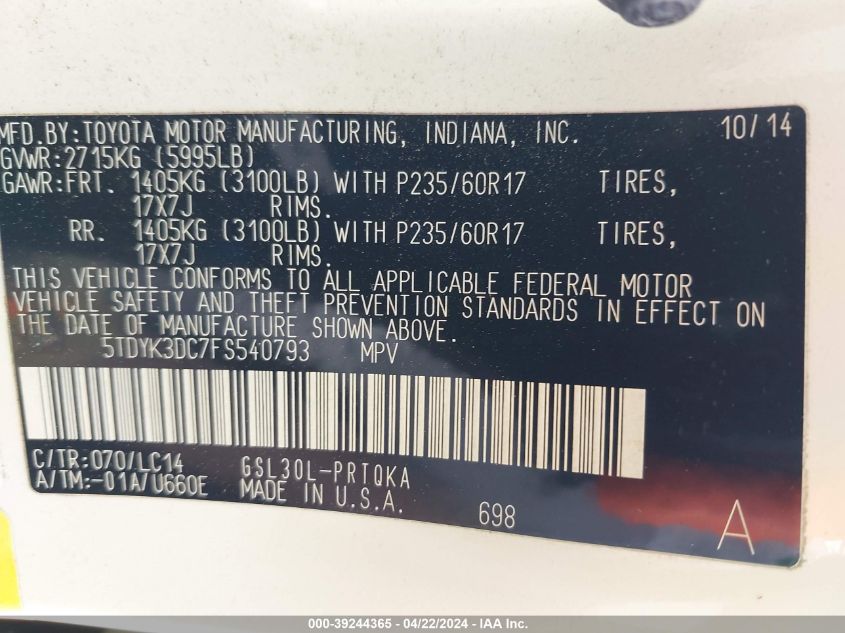 MFD.BY:TOYOTA MOTOR MANUFACTURING, INDIANA, INC. 10/14
GVWR:2715KG (5995LB)
GAWR:FRT. 1405KG (3100LB) WITH P235/60R17 TIRES,
17X7J RIMS.
RR. 1405KG (3100LB) WITH P235/60R17 TIRES,
17X7J RIMS.
THIS VEHICLE CONFORMS TO ALL APPLICABLE FEDERAL MOTOR
VEHICLE SAFETY AND THEFT PREVENTION STANDARDS IN EFFECT ON
THE DATE OF MANUFACTURE SHOWN ABOVE.
5TDYK3DC7FS540793 MPV
C/TR:070/LC14 GSL30L-PRTQKA
A/TM:-01A/U660E MADE IN U.S.A.
698 A
000-39244365 - 04/22/2024 - IAA Inc.